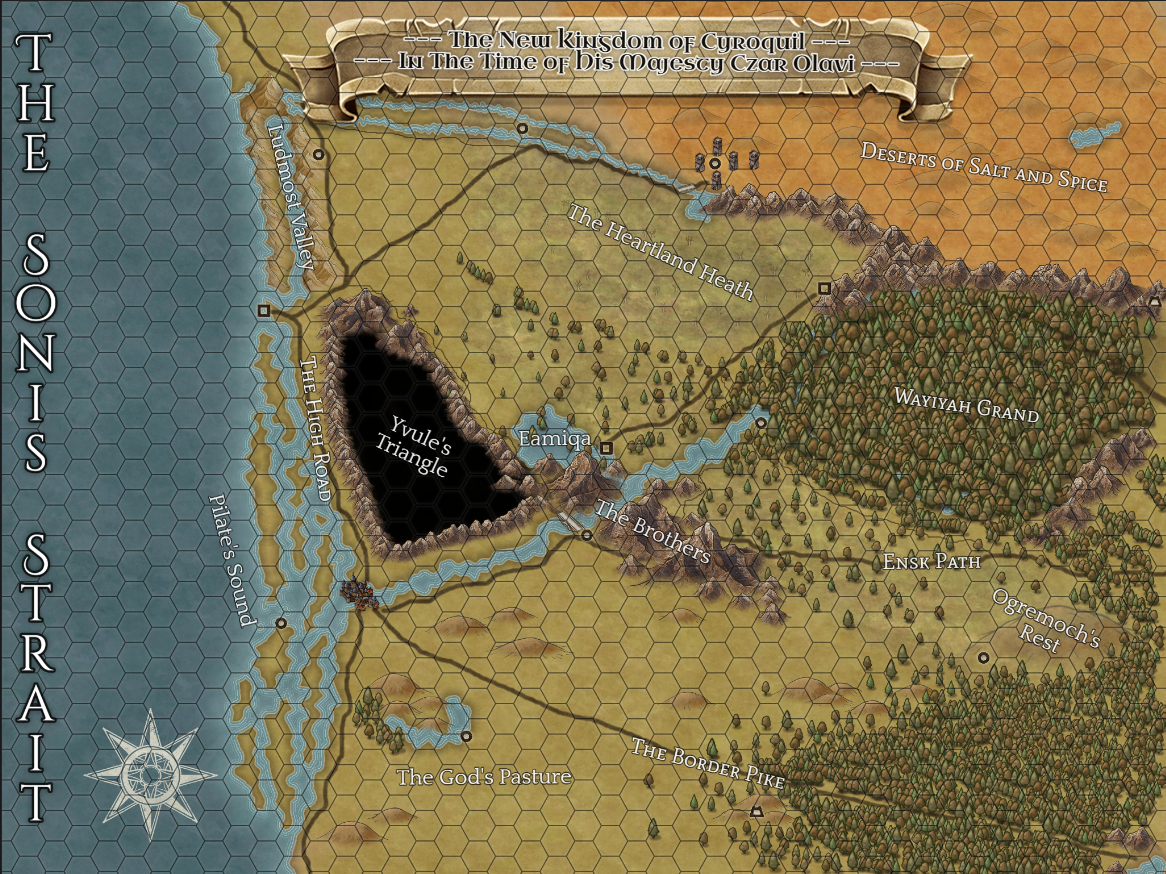 --- The New Kingdom of Cyroquil ---
--- In The Time of His Majesty Czar Olavi ---
THE SONIS STRAIT
Ludmost Valley
Deserts of Salt and Spice
The Heartland Heath
The High Road
Yvule's
Triangle
Eamiqa
Wayiyah Grand
Pilate's Sound
The Brothers
Ensk Path
Ogremoch's
Rest
The God's Pasture
The Border Pike